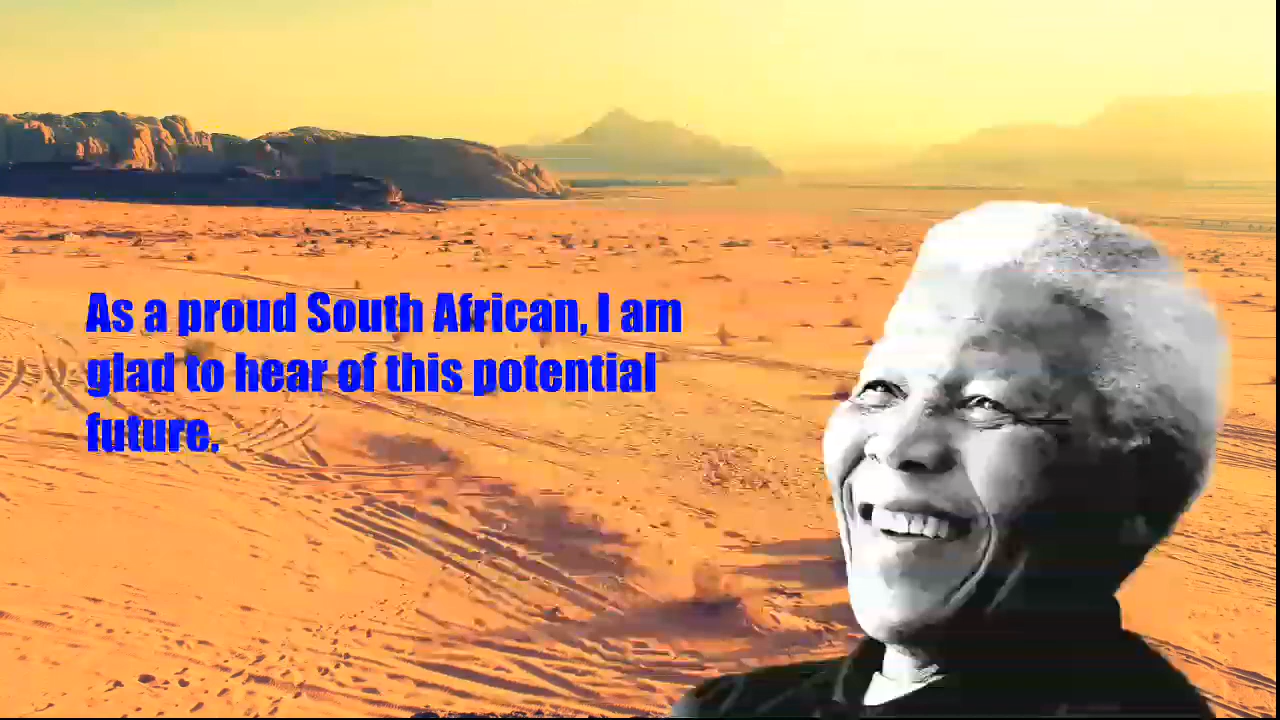 As a proud South African, I am
glad to hear of this potential
future.